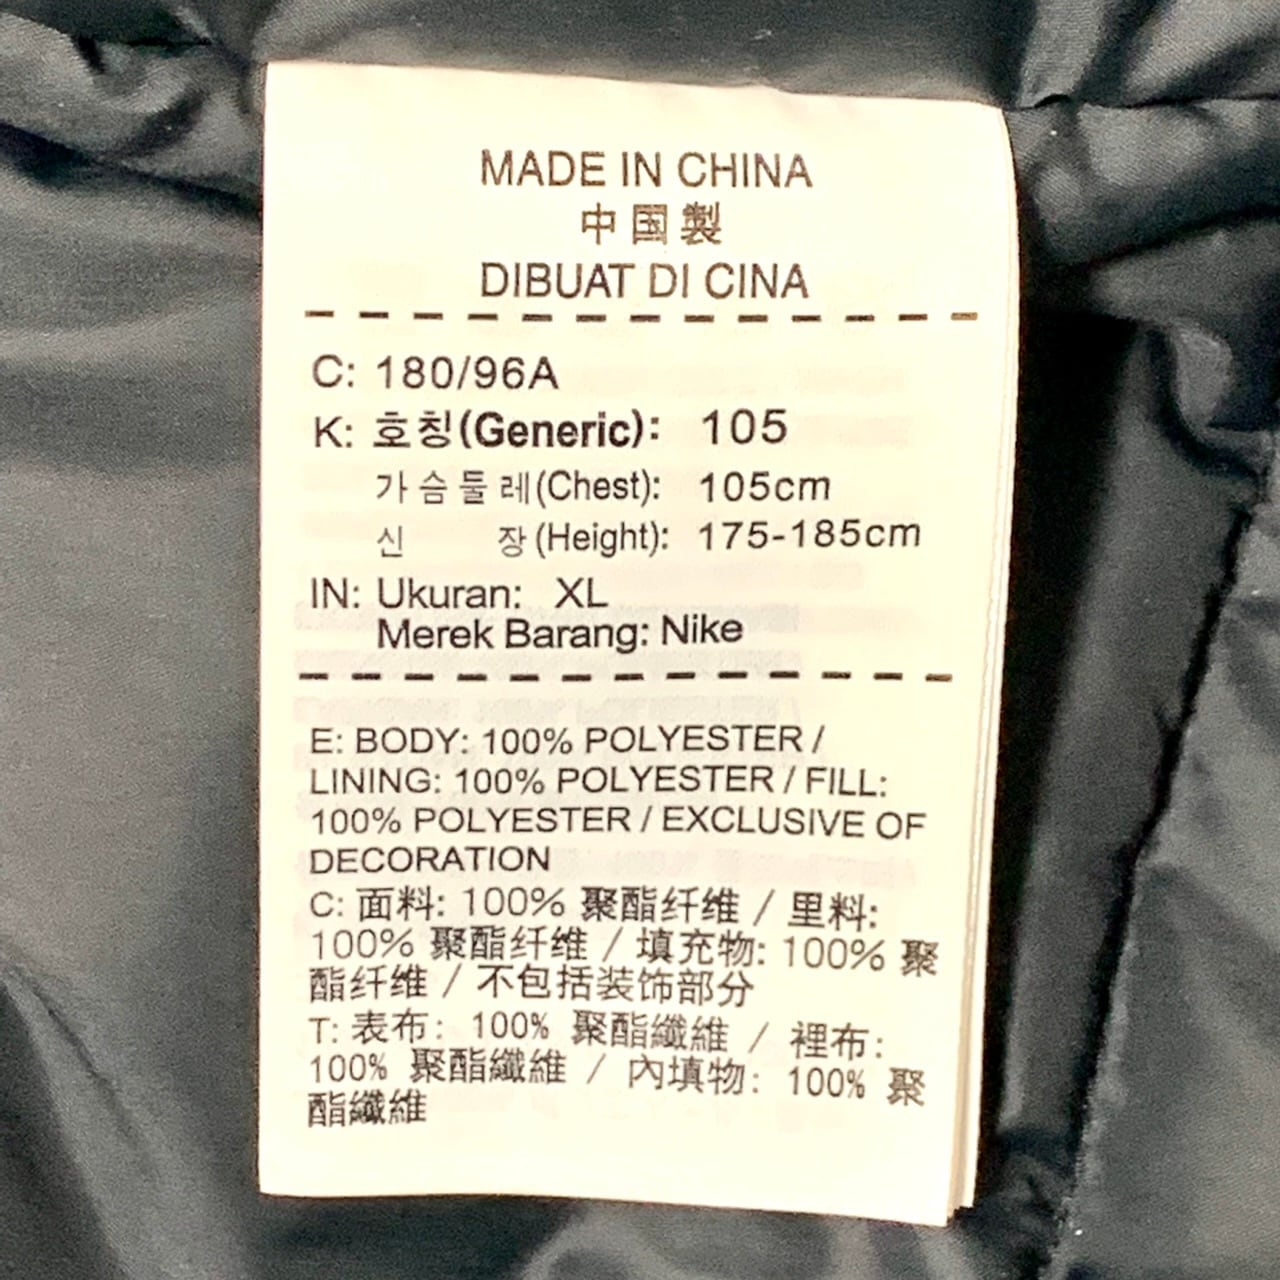 MADE IN CHINA
中国製
DIBUAT DI CINA
C: 180/96A
K: 호칭(Generic): 105
가슴둘레(Chest): 105cm
신 장(Height): 175-185cm
IN: Ukuran: XL
Merek Barang: Nike
E: BODY: 100% POLYESTER /
LINING: 100% POLYESTER / FILL:
100% POLYESTER / EXCLUSIVE OF
DECORATION
C: 面料: 100% 聚酯纤维 / 里料:
100% 聚酯纤维 / 填充物: 100% 聚
酯纤维 / 不包括装饰部分
T: 表布: 100% 聚酯纖維 / 裡布:
100% 聚酯纖維 / 內填物: 100% 聚
酯纖維